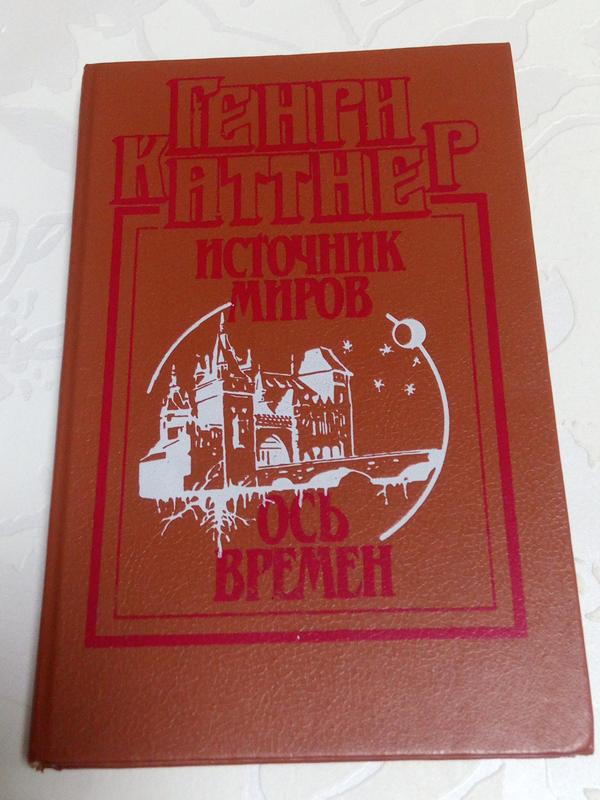 ГЕНРИ
КАТТНЕР
ИСТОЧНИК
МИРОВ
ОСЬ
ВРЕМЕН